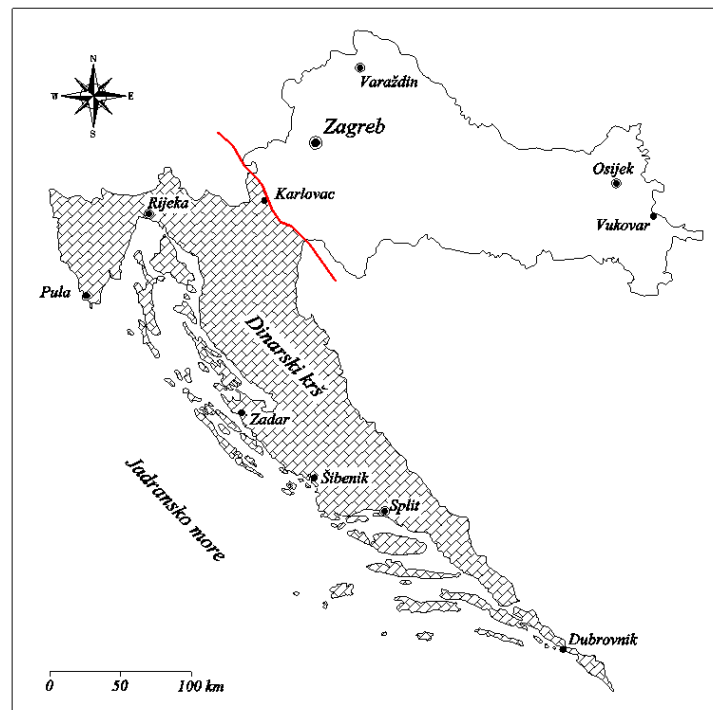 N
W
E
S
Varaždin
Zagreb
Osijek
Karlovac
Rijeka
Vukovar
Pula
Dinarski krš
Zadar
Jadransko more
Šibenik
Split
Dubrovnik
0 50 100 km